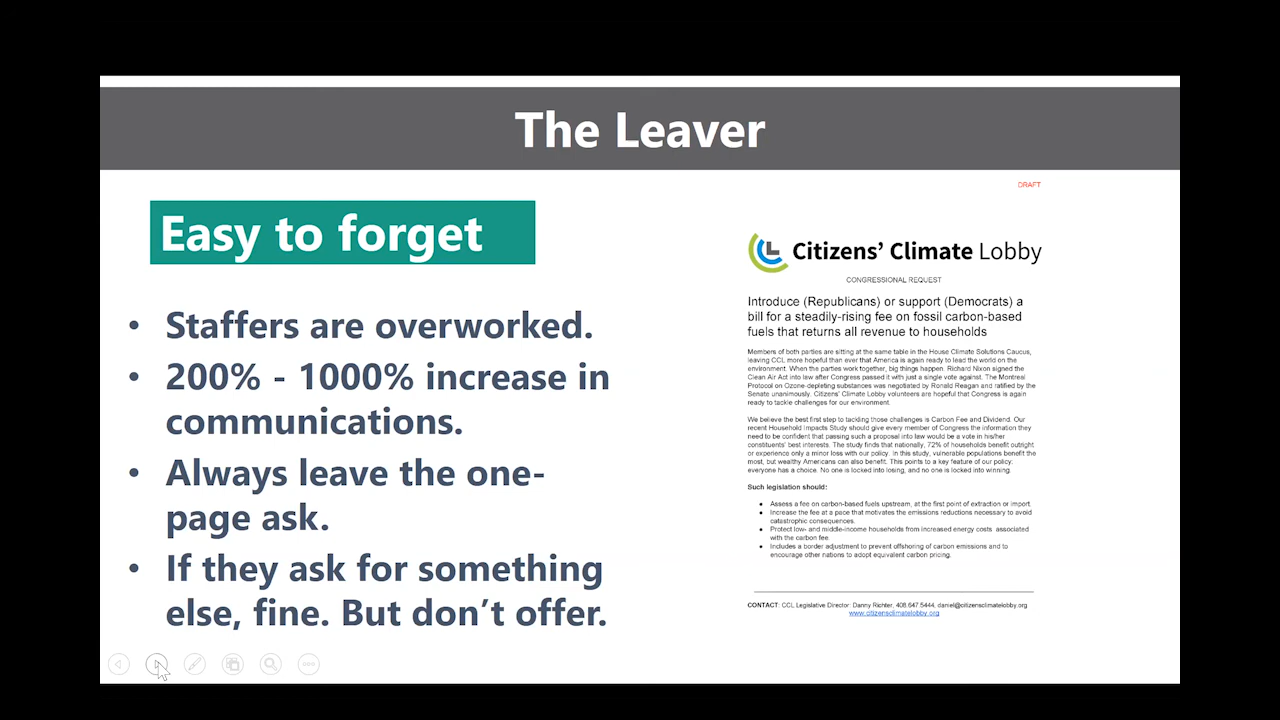 The Leaver
Easy to forget
• Staffers are overworked.
• 200% - 1000% increase in
communications.
• Always leave the one-
page ask.
• If they ask for something
else, fine. But don’t offer.
DRAFT
Citizens’ Climate Lobby
CONGRESSIONAL REQUEST
Introduce (Republicans) or support (Democrats) a
bill for a steadily-rising fee on fossil carbon-based
fuels that returns all revenue to households
Members of both parties are sitting at the same table in the House Climate Solutions Caucus,
leaving CCL more hopeful than ever that America is again ready to lead the world on the
environment. When the parties work together, big things happen. Richard Nixon signed the
Clean Air Act into law after Congress passed it with just a single vote against. The Montreal
Protocol on Ozone-depleting substances was negotiated by Ronald Reagan and ratified by the
Senate unanimously. Citizens’ Climate Lobby volunteers are hopeful that Congress is again
ready to tackle challenges for our environment.
We believe the best first step to tackling those challenges is Carbon Fee and Dividend. Our
recent Household Impacts Study should give every member of Congress the information they
need to be confident that passing such a proposal into law would be a vote in his/her
constituents’ best interests. The study finds that nationally, 72% of households benefit outright
or experience only a minor loss with our policy. In this study, vulnerable populations benefit the
most, but wealthy Americans can also benefit. This points to a key feature of our policy:
everyone has a choice. No one is locked into losing, and no one is locked into winning.
Such legislation should:
• Assess a fee on carbon-based fuels upstream, at the first point of extraction or import.
• Increase the fee at a pace that motivates the emissions reductions necessary to avoid
catastrophic consequences.
• Protect low- and middle-income households from increased energy costs associated
with the carbon fee.
• Includes a border adjustment to prevent offshoring of carbon emissions and to
encourage other nations to adopt equivalent carbon pricing.
CONTACT: CCL Legislative Director: Danny Richter, 408.647.5444, daniel@citizensclimatelobby.org
www.citizensclimatelobby.org